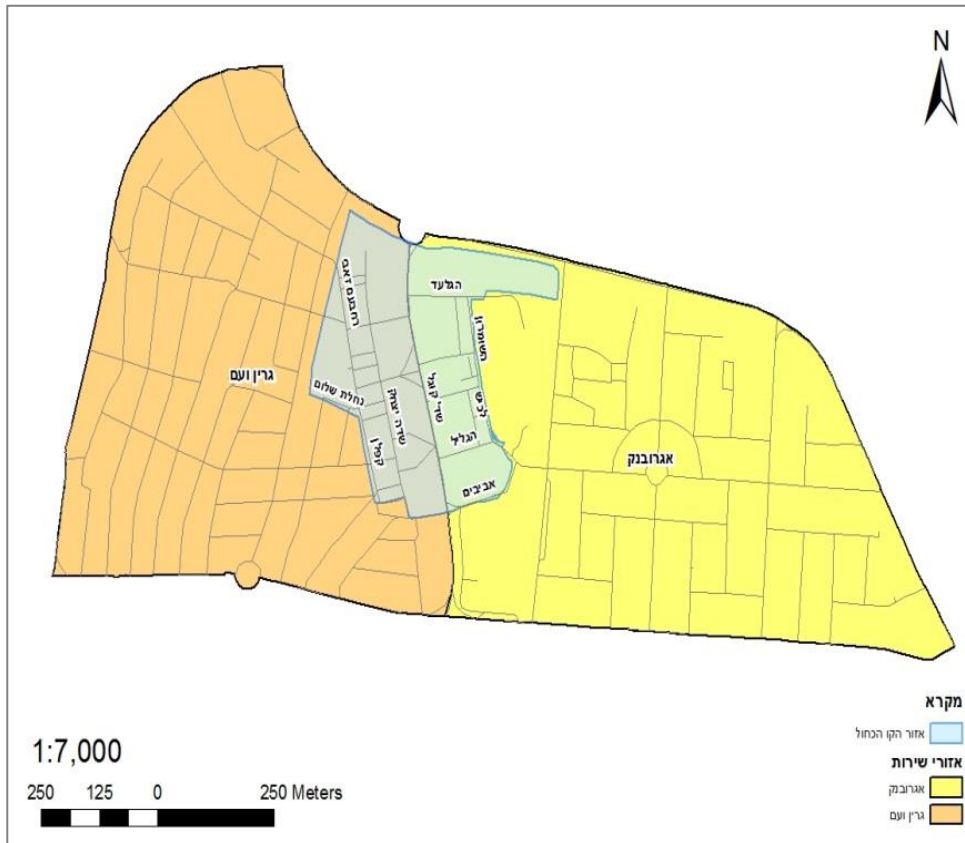 N
הגלעד
רחבעם זאבי
גרין ועם
נחלת שלום
שדה יצחק
קפלן
הגליל
אביבים
אגרובנק
מקרא
אזור הקו הכחול
אזורי שירות
אגרובנק
גרין ועם
1:7,000
250 125 0 250 Meters